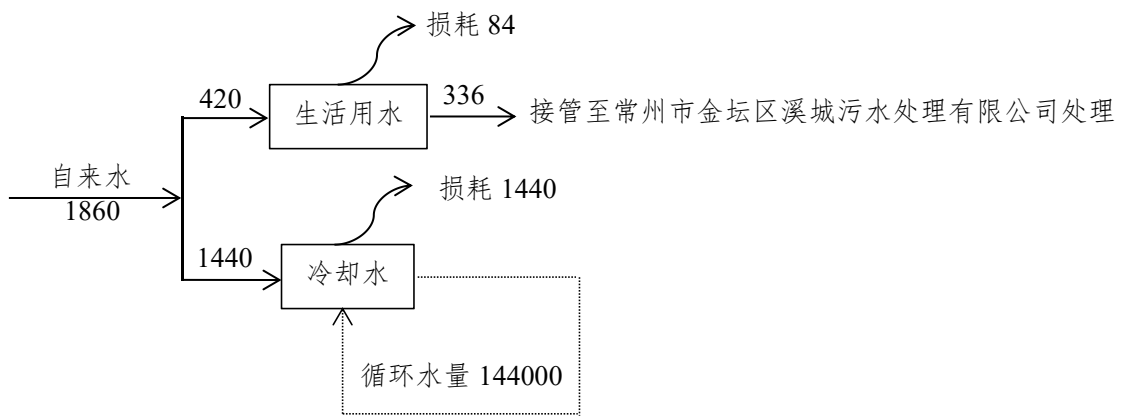 损耗 84
420
生活用水
336
接管至常州市金坛区溪城污水处理有限公司处理
自来水
1860
损耗 1440
1440
冷却水
循环水量 144000